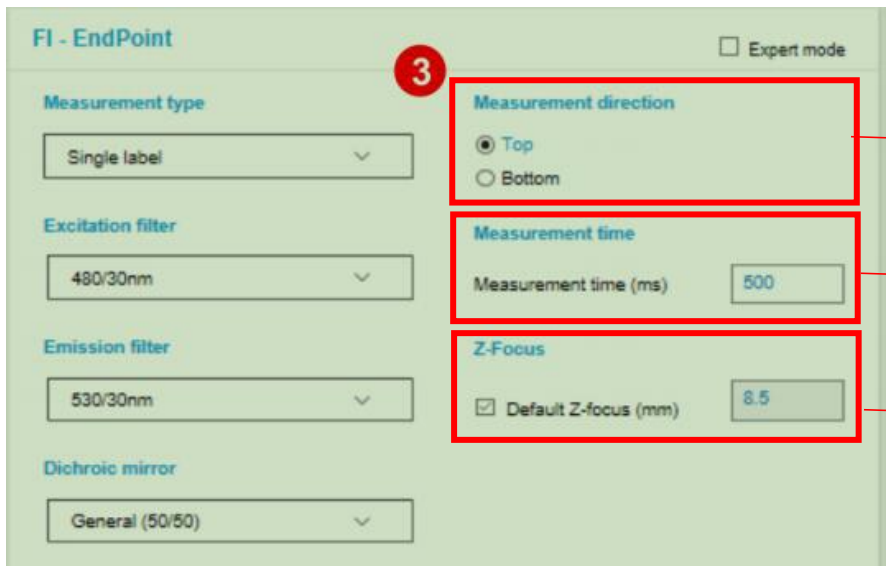 FI - EndPoint
Expert mode
3
Measurement type
Single label
Excitation filter
480/30nm
Emission filter
530/30nm
Dichroic mirror
General (50/50)
Measurement direction
Top
Bottom
Measurement time
Measurement time (ms) 500
Z-Focus
Default Z-focus (mm) 8.5